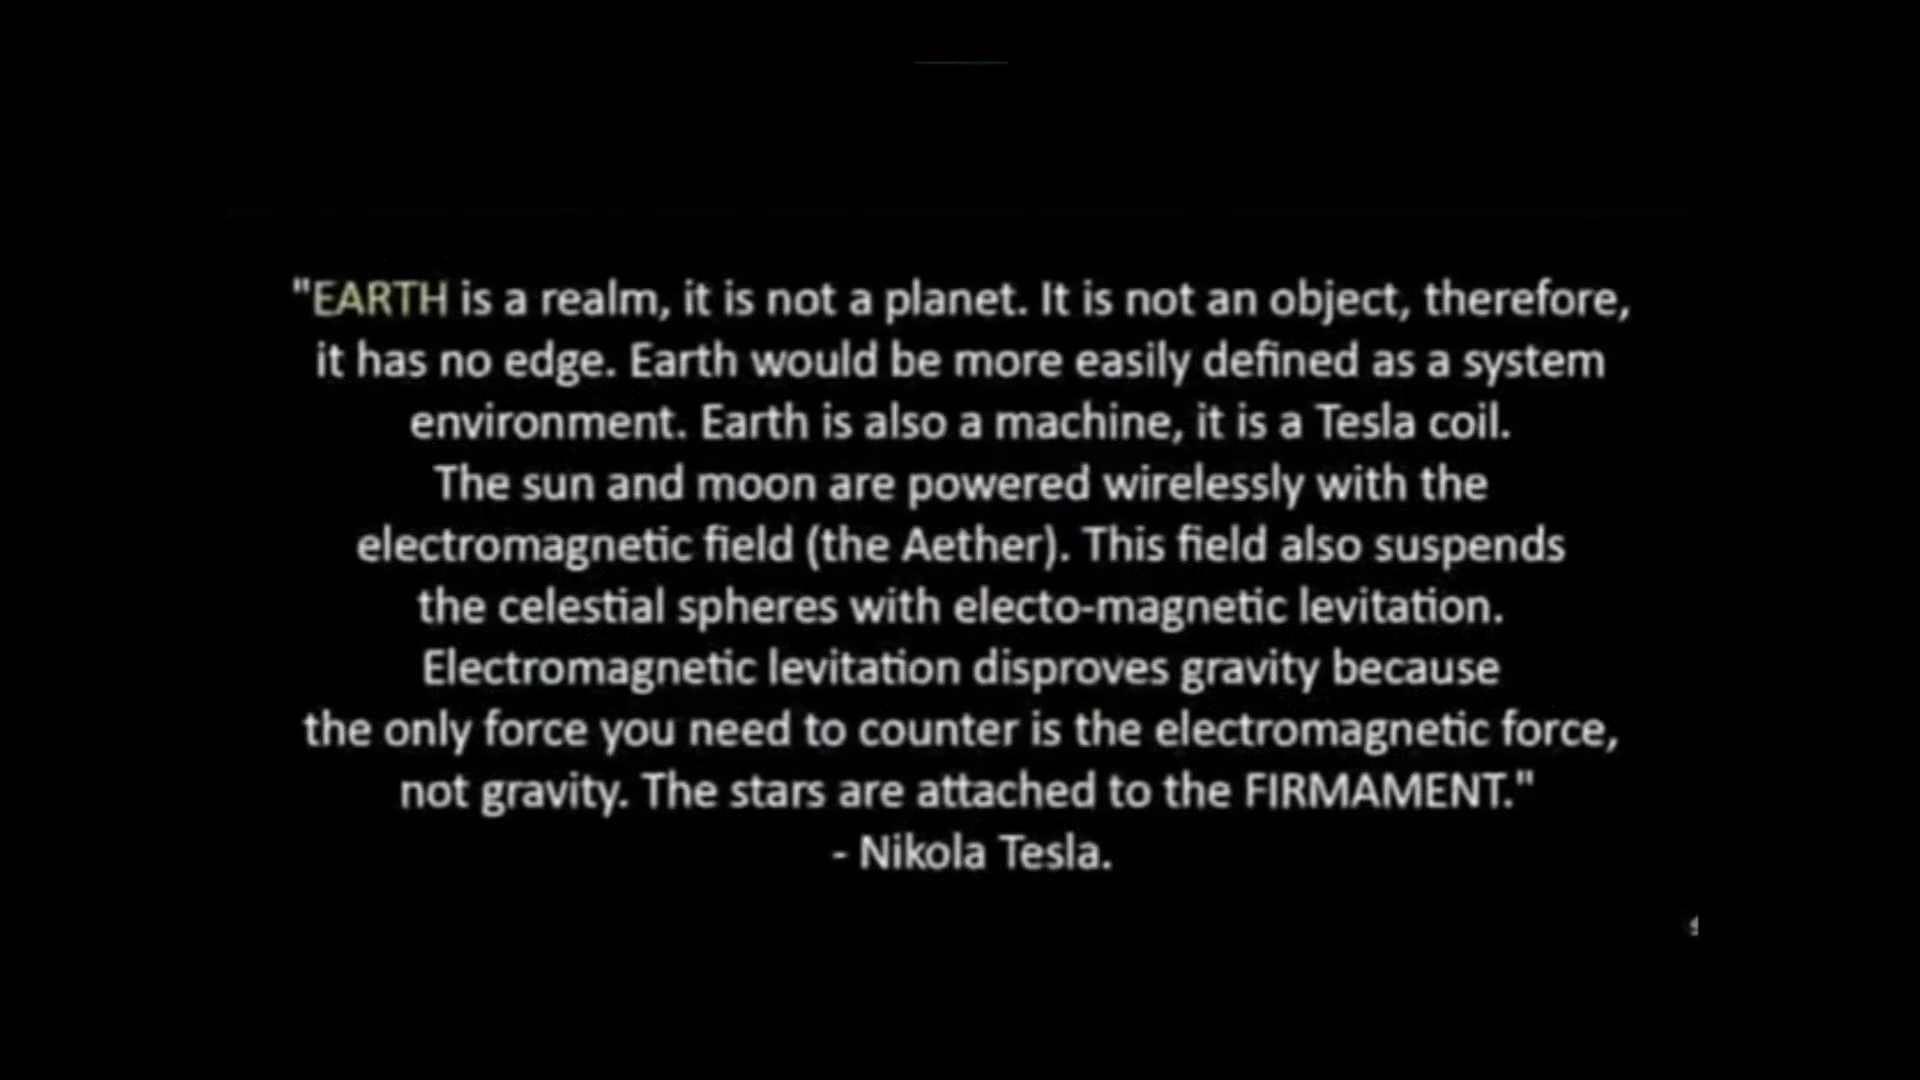 "EARTH is a realm, it is not a planet. It is not an object, therefore,
it has no edge. Earth would be more easily defined as a system
environment. Earth is also a machine, it is a Tesla coil.
The sun and moon are powered wirelessly with the
electromagnetic field (the Aether). This field also suspends
the celestial spheres with electo-magnetic levitation.
Electromagnetic levitation disproves gravity because
the only force you need to counter is the electromagnetic force,
not gravity. The stars are attached to the FIRMAMENT."
- Nikola Tesla.